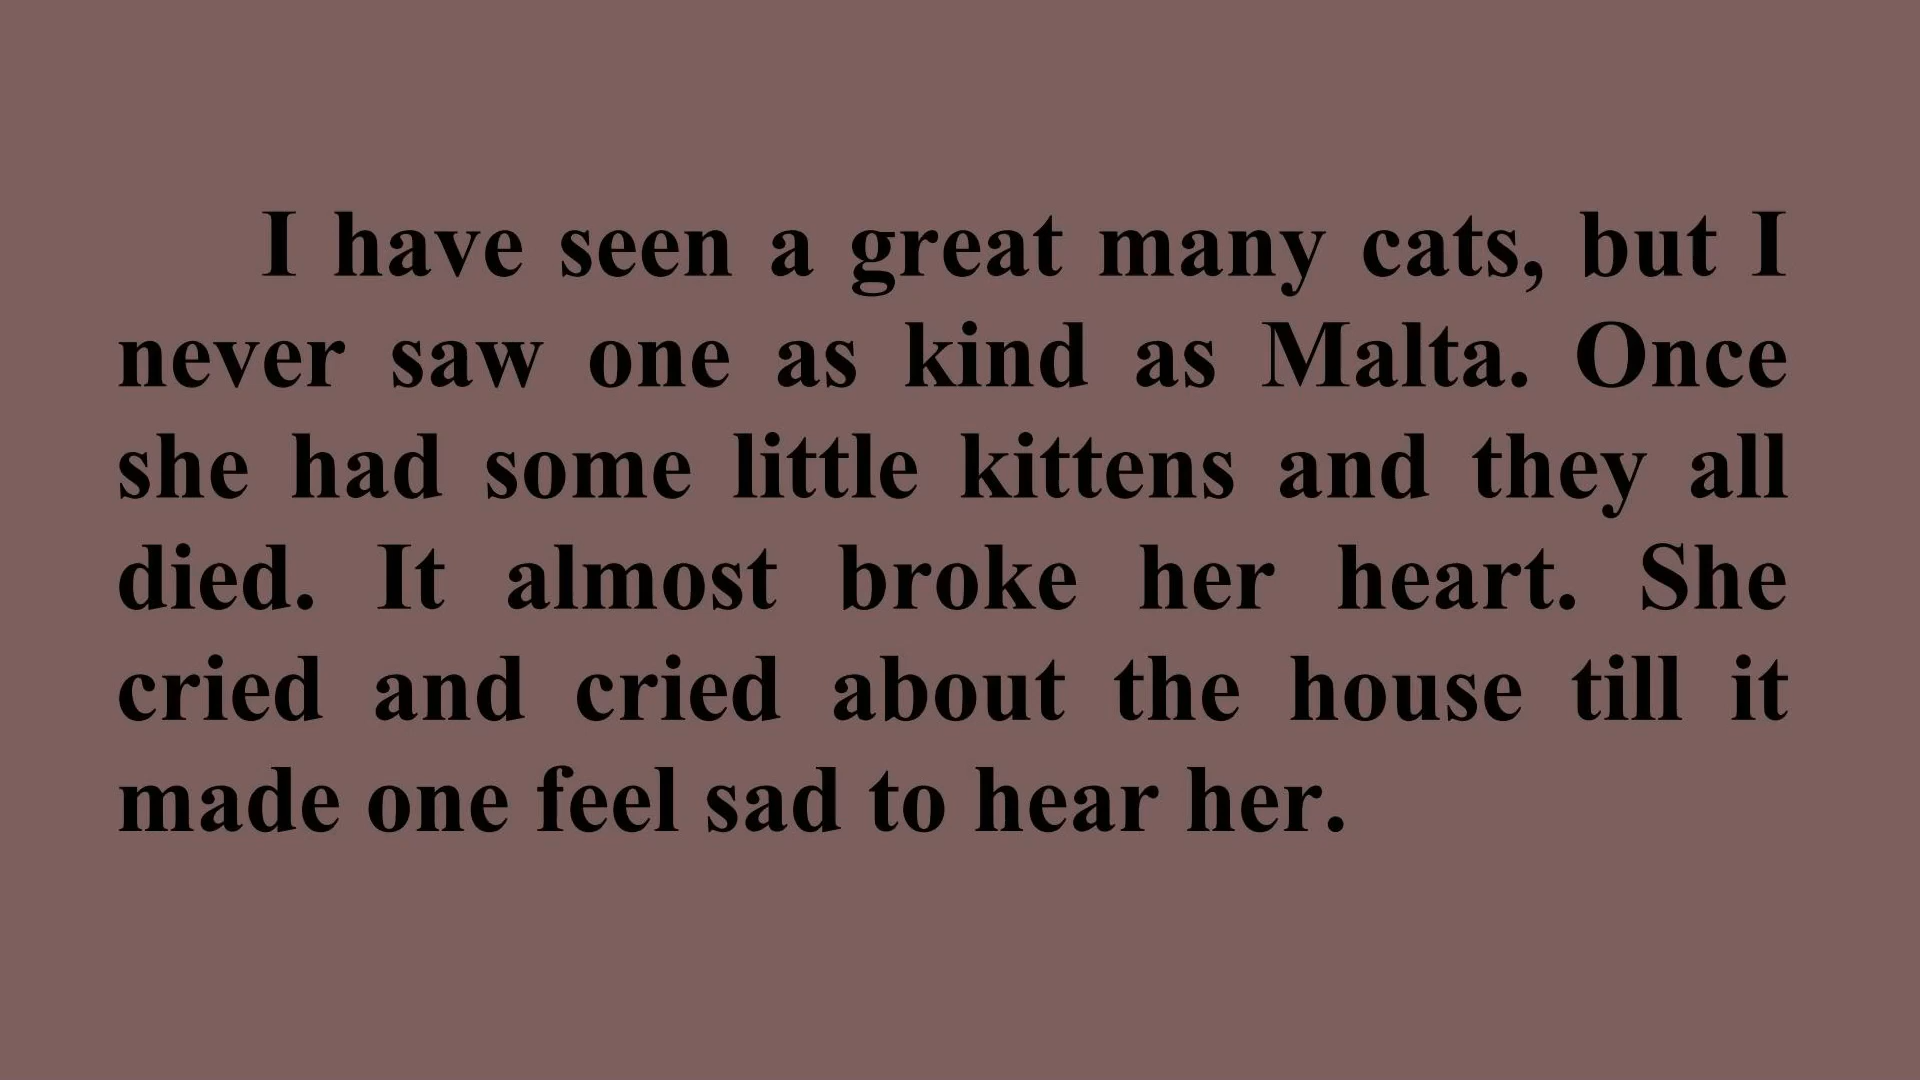 I have seen a great many cats, but I
never saw one as kind as Malta. Once
she had some little kittens and they all
died. It almost broke her heart. She
cried and cried about the house till it
made one feel sad to hear her.